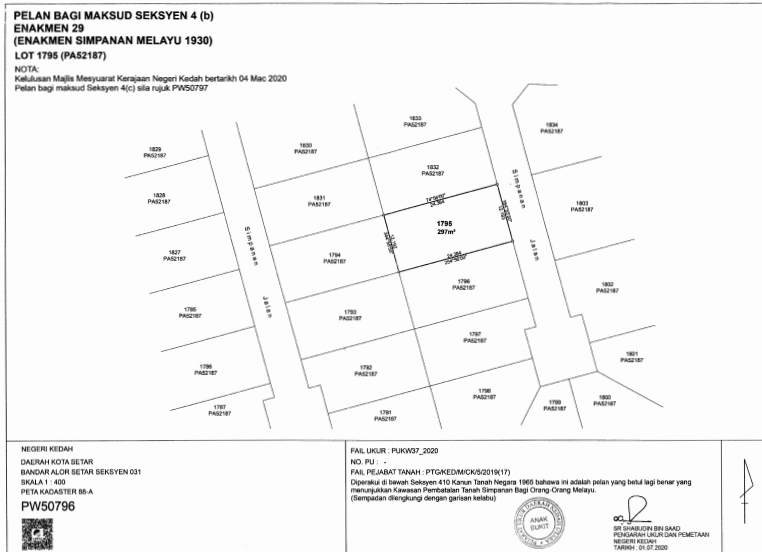 PELAN BAGI MAKSUD SEKSYEN 4 (b)
ENAKMEN 29
(ENAKMEN SIMPANAN MELAYU 1930)
LOT 1795 (PA52187)
NOTA:
Kelulusan Majlis Mesyuarat Kerajaan Negeri Kedah bertarikh 04 Mac 2020
Pelan bagi maksud Seksyen 4(c) sila rujuk PW50797
1833
PA52187
1834
PA52187
1829
PA52187
1830
PA52187
1832
PA52187
1828
PA52187
1831
PA52187
Simpanan
Jalan
1803
PA52187
24.384
1795
297m²
12.192
24.384
1827
PA52187
Simpanan
Jalan
1794
PA52187
1796
PA52187
1802
PA52187
1785
PA52187
1793
PA52187
1797
PA52187
1801
PA52187
1786
PA52187
1792
PA52187
1798
PA52187
1787
PA52187
1791
PA52187
1799
PA52187
1800
PA52187
NEGERI KEDAH
DAERAH KOTA SETAR
BANDAR ALOR SETAR SEKSYEN 031
SKALA 1 : 400
PETA KADASTER 88-A
PW50796
FAIL UKUR : PUKW37_2020
NO. PU : -
FAIL PEJABAT TANAH : PTG/KED/M/CK/5/2019(17)
Diperakui di bawah Seksyen 410 Kanun Tanah Negara 1965 bahawa ini adalah pelan yang betul lagi benar yang
menunjukkan Kawasan Pembatalan Tanah Simpanan Bagi Orang-Orang Melayu.
(Sempadan dilengkungi dengan garisan kelabu)
ANAK
BUKIT
SR SHABUDIN BIN SAAD
PENGARAH UKUR DAN PEMETAAN
NEGERI KEDAH
TARIKH : 01.07.2020